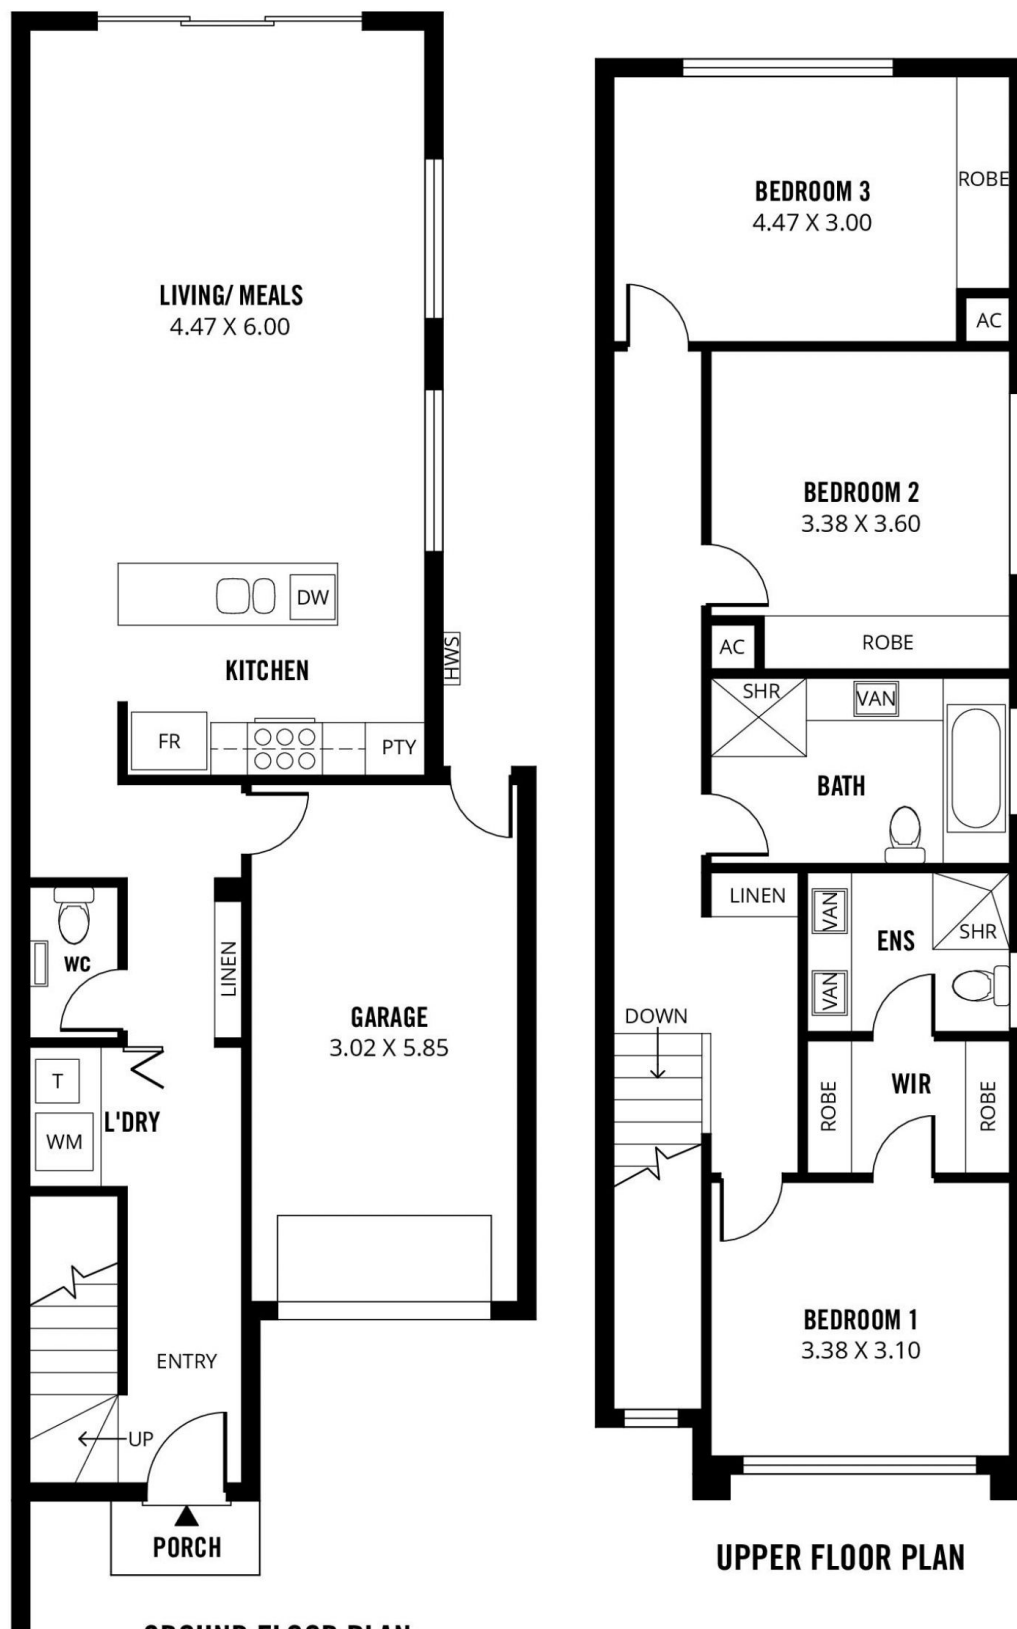 LIVING/ MEALS
4.47 X 6.00
DW
KITCHEN
HWS
FR
PTY
WC
LINEN
GARAGE
3.02 X 5.85
T
L'DRY
WM
ENTRY
UP
PORCH
GROUND FLOOR PLAN
BEDROOM 3
4.47 X 3.00
ROBE
AC
BEDROOM 2
3.38 X 3.60
AC
ROBE
SHR
VAN
BATH
LINEN
VAN
ENS
SHR
VAN
DOWN
ROBE
WIR
ROBE
BEDROOM 1
3.38 X 3.10
UPPER FLOOR PLAN